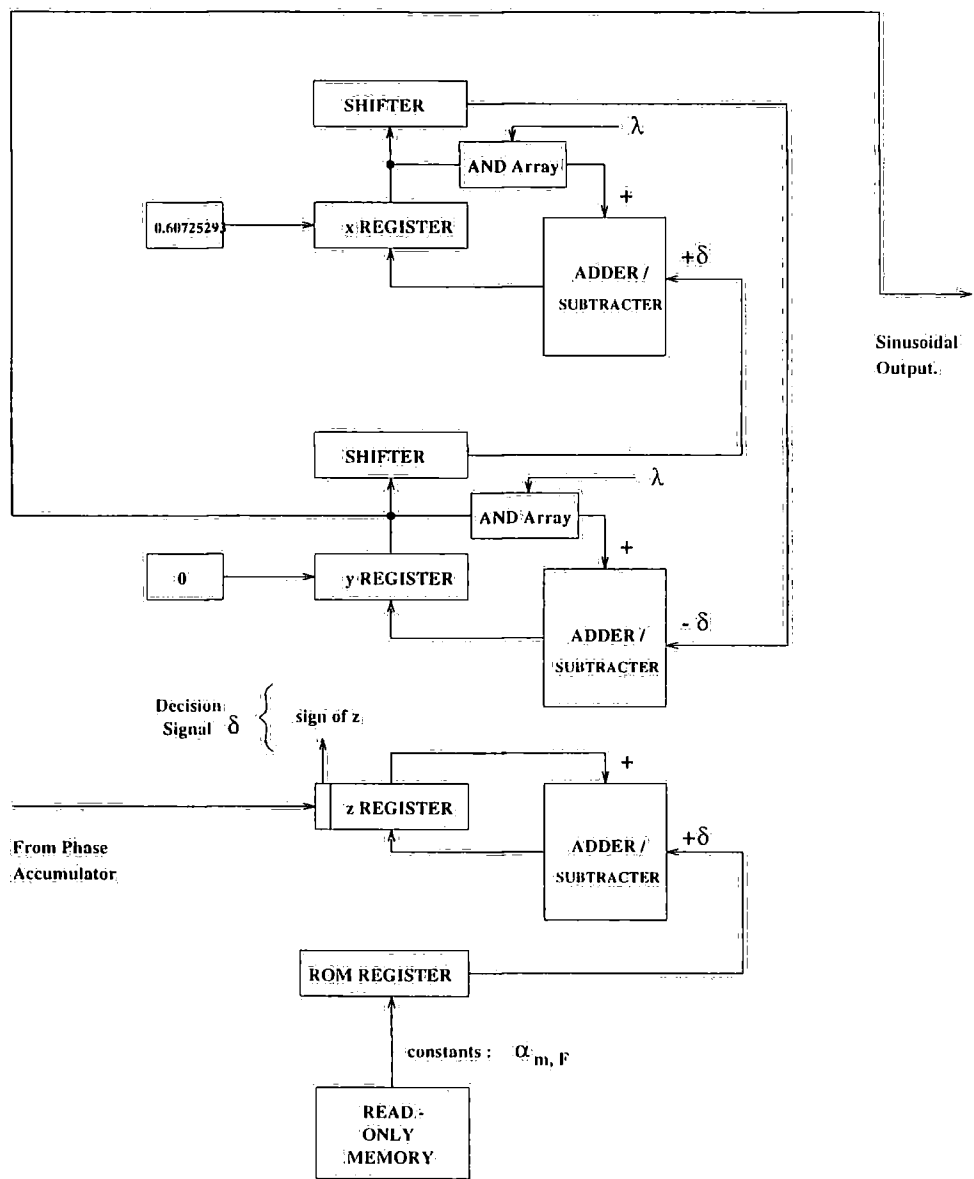 SHIFTER
λ
AND Array
+
0.60725293
x REGISTER
ADDER /
SUBTRACTER
+δ
Sinusoidal
Output.
SHIFTER
λ
AND Array
+
0
y REGISTER
ADDER /
SUBTRACTER
- δ
Decision
Signal δ
{ sign of z
+
z REGISTER
ADDER /
SUBTRACTER
+δ
From Phase
Accumulator
ROM REGISTER
constants : α m, F
READ -
ONLY
MEMORY